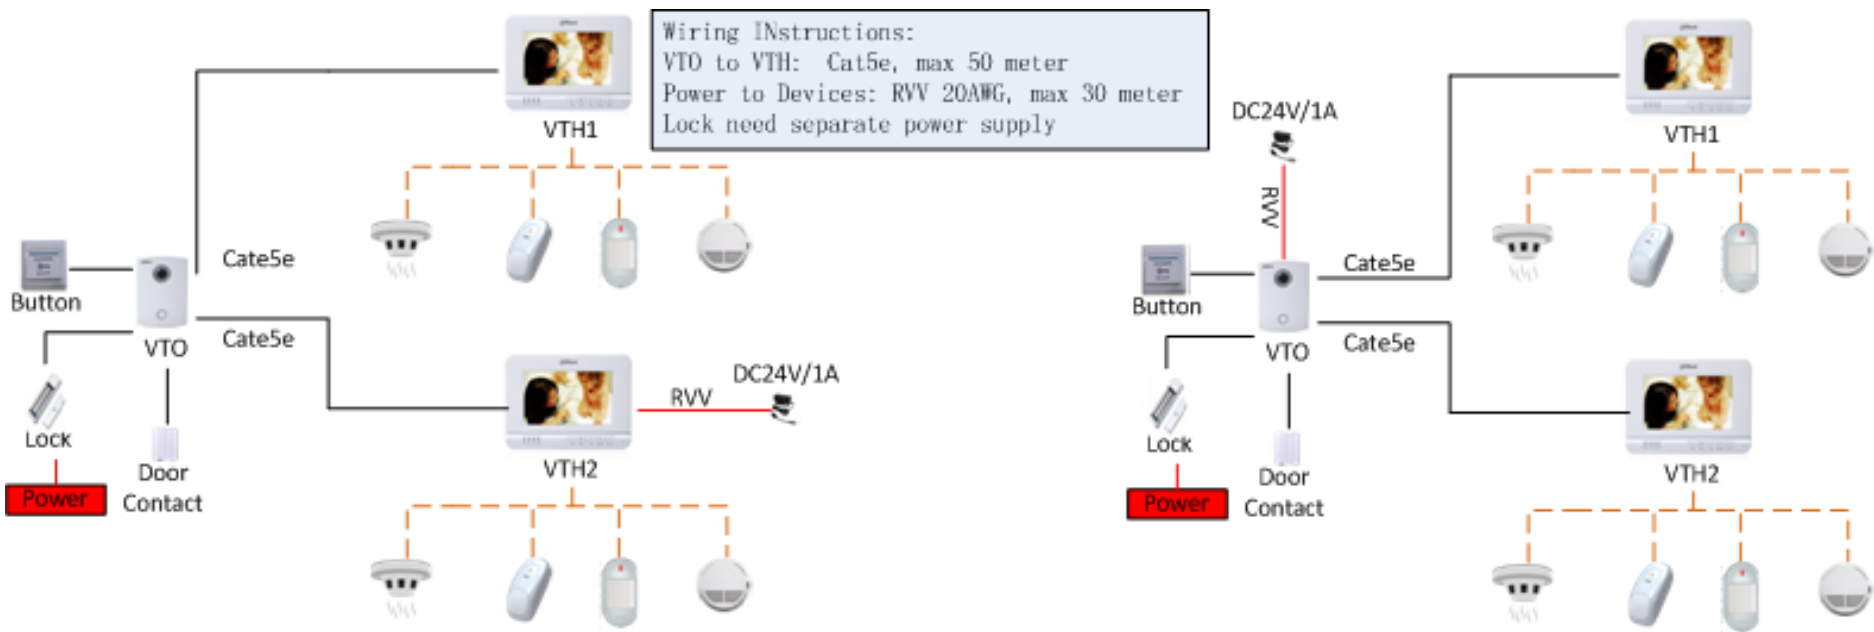 Wiring INstructions:
VTO to VTH:  Cat5e, max 50 meter
Power to Devices: RVV 20AWG, max 30 meter
Lock need separate power supply
VTH1
Cate5e
Button
VTO
Cate5e
Lock
Power
Door
Contact
VTH2
RVV
DC24V/1A
DC24V/1A
RVV
VTH1
Cate5e
Button
VTO
Cate5e
Lock
Power
Door
Contact
VTH2